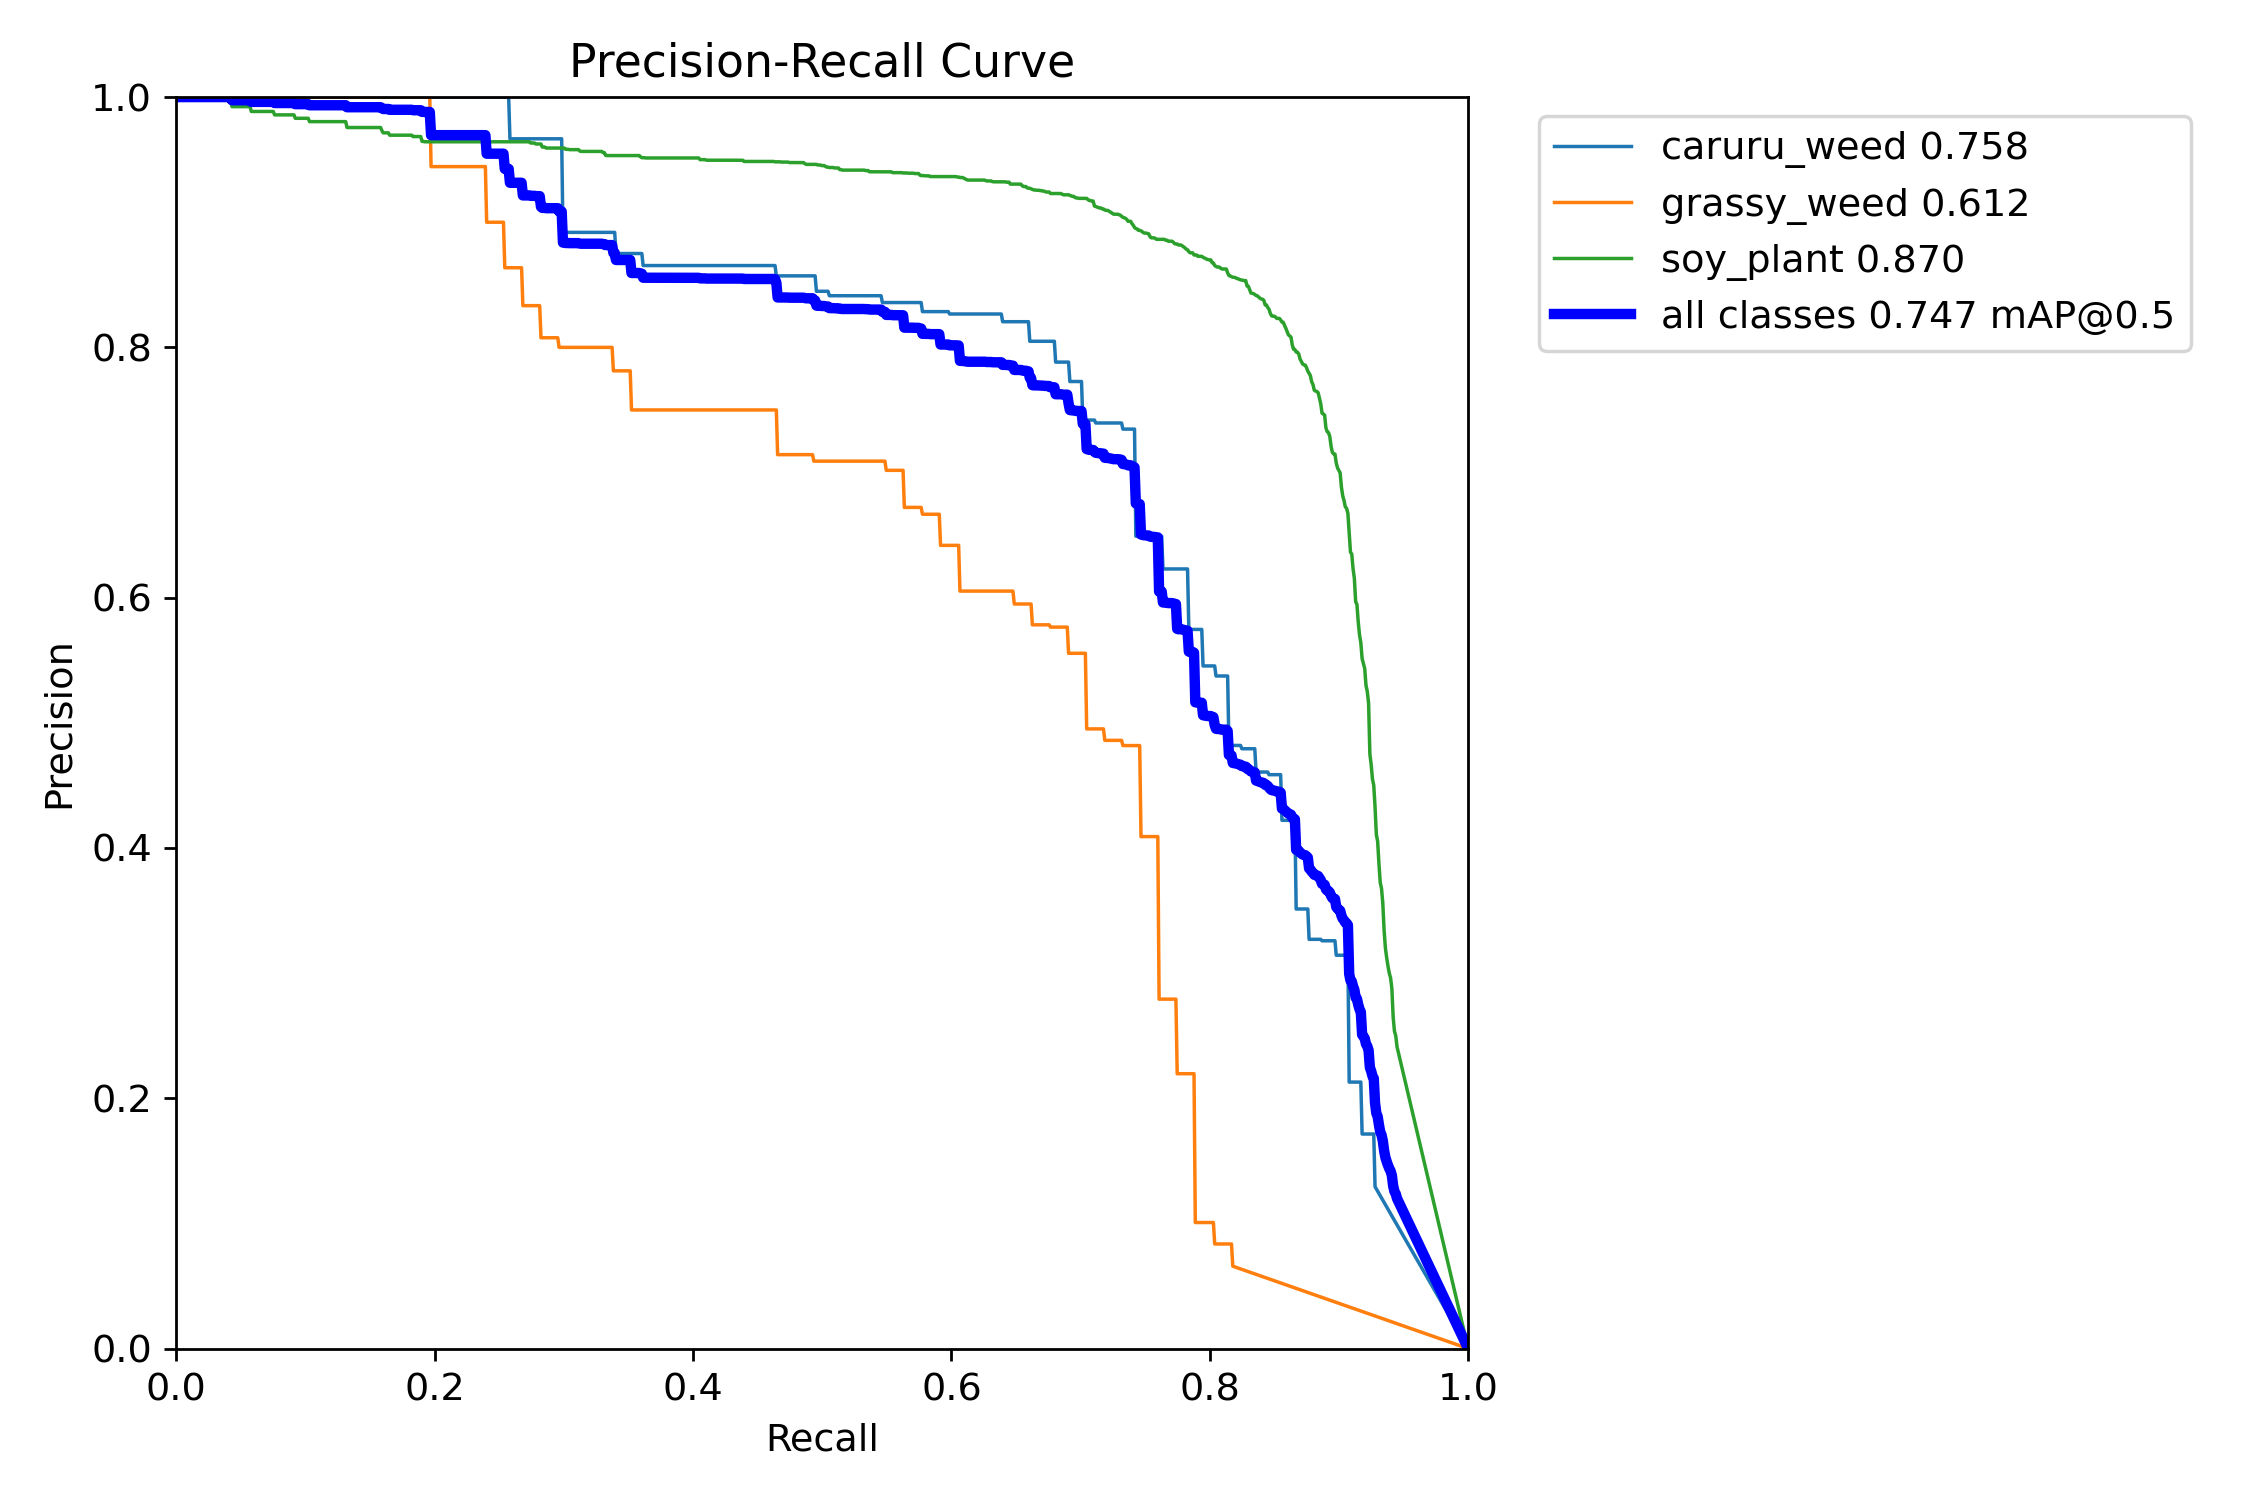 Precision-Recall Curve
1.0
0.8
0.6
0.4
0.2
0.0
Precision
0.0 0.2 0.4 0.6 0.8 1.0
Recall
caruru_weed 0.758
grassy_weed 0.612
soy_plant 0.870
all classes 0.747 mAP@0.5